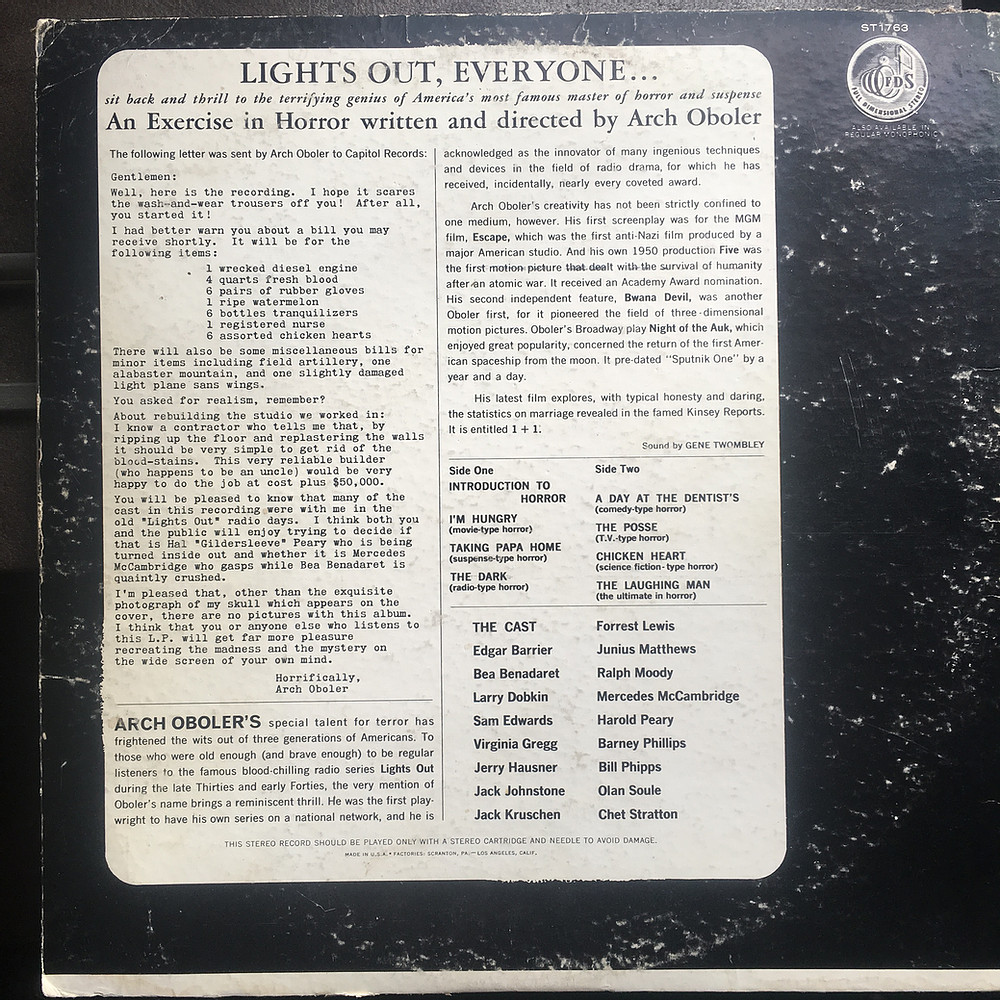 LIGHTS OUT, EVERYONE...
sit back and thrill to the terrifying genius of America's most famous master of horror and suspense
An Exercise in Horror written and directed by Arch Oboler
The following letter was sent by Arch Oboler to Capitol Records:
Gentlemen:
Well, here is the recording. I hope it scares
the wash-and-wear trousers off you! After all,
you started it!
I had better warn you about a bill you may
receive shortly. It will be for the
following items:
1 wrecked diesel engine
4 quarts fresh blood
6 pairs of rubber gloves
1 ripe watermelon
6 bottles tranquilizers
1 registered nurse
6 assorted chicken hearts
There will also be some miscellaneous bills for
minor items including field artillery, one
alabaster mountain, and one slightly damaged
light plane sans wings.
You asked for realism, remember?
About rebuilding the studio we worked in:
I know a contractor who tells me that, by
ripping up the floor and replastering the walls
it should be very simple to get rid of the
blood-stains. This very reliable builder
(who happens to be an uncle) would be very
happy to do the job at cost plus $50,000.
You will be pleased to know that many of the
cast in this recording were with me in the
old "Lights Out" radio days. I think both you
and the public will enjoy trying to decide if
that is Hal "Gildersleeve" Peary who is being
turned inside out and whether it is Mercedes
McCambridge who gasps while Bea Benadaret is
quaintly crushed.
I'm pleased that, other than the exquisite
photograph of my skull which appears on the
cover, there are no pictures with this album.
I think that you or anyone else who listens to
this L.P. will get far more pleasure
recreating the madness and the mystery on
the wide screen of your own mind.
Horrifically,
Arch Oboler
ARCH OBOLER'S special talent for terror has
frightened the wits out of three generations of Americans. To
those who were old enough (and brave enough) to be regular
listeners to the famous blood-chilling radio series Lights Out
during the late Thirties and early Forties, the very mention of
Oboler's name brings a reminiscent thrill. He was the first play-
wright to have his own series on a national network, and he is
acknowledged as the innovator of many ingenious techniques
and devices in the field of radio drama, for which he has
received, incidentally, nearly every coveted award.
Arch Oboler's creativity has not been strictly confined to
one medium, however. His first screenplay was for the MGM
film, Escape, which was the first anti-Nazi film produced by a
major American studio. And his own 1950 production Five was
the first motion picture that dealt with the survival of humanity
after an atomic war. It received an Academy Award nomination.
His second independent feature, Bwana Devil, was another
Oboler first, for it pioneered the field of three-dimensional
motion pictures. Oboler's Broadway play Night of the Auk, which
enjoyed great popularity, concerned the return of the first Amer-
ican spaceship from the moon. It pre-dated "Sputnik One" by a
year and a day.
His latest film explores, with typical honesty and daring,
the statistics on marriage revealed in the famed Kinsey Reports.
It is entitled 1 + 1.
Sound by GENE TWOMBLEY
Side One
INTRODUCTION TO
HORROR
I'M HUNGRY
(movie-type horror)
TAKING PAPA HOME
(suspense-type horror)
THE DARK
(radio-type horror)
Side Two
A DAY AT THE DENTIST'S
(comedy-type horror)
THE POSSE
(T.V.-type horror)
CHICKEN HEART
(science fiction-type horror)
THE LAUGHING MAN
(the ultimate in horror)
THE CAST
Edgar Barrier
Bea Benadaret
Larry Dobkin
Sam Edwards
Virginia Gregg
Jerry Hausner
Jack Johnstone
Jack Kruschen
Forrest Lewis
Junius Matthews
Ralph Moody
Mercedes McCambridge
Harold Peary
Barney Phillips
Bill Phipps
Olan Soule
Chet Stratton
THIS STEREO RECORD SHOULD BE PLAYED ONLY WITH A STEREO CARTRIDGE AND NEEDLE TO AVOID DAMAGE.
MADE IN U.S.A. • FACTORIES: SCRANTON, PA.—LOS ANGELES, CALIF.
ST1763
FDS
FULL DIMENSIONAL STEREO
ALSO AVAILABLE IN
REGULAR MONOPHONIC